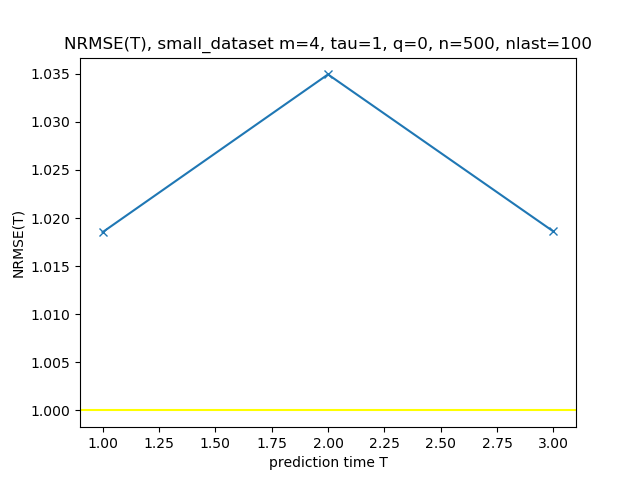 NRMSE(T), small_dataset m=4, tau=1, q=0, n=500, nlast=100
1.035
1.030
1.025
1.020
1.015
1.010
1.005
1.000
NRMSE(T)
1.00 1.25 1.50 1.75 2.00 2.25 2.50 2.75 3.00
prediction time T